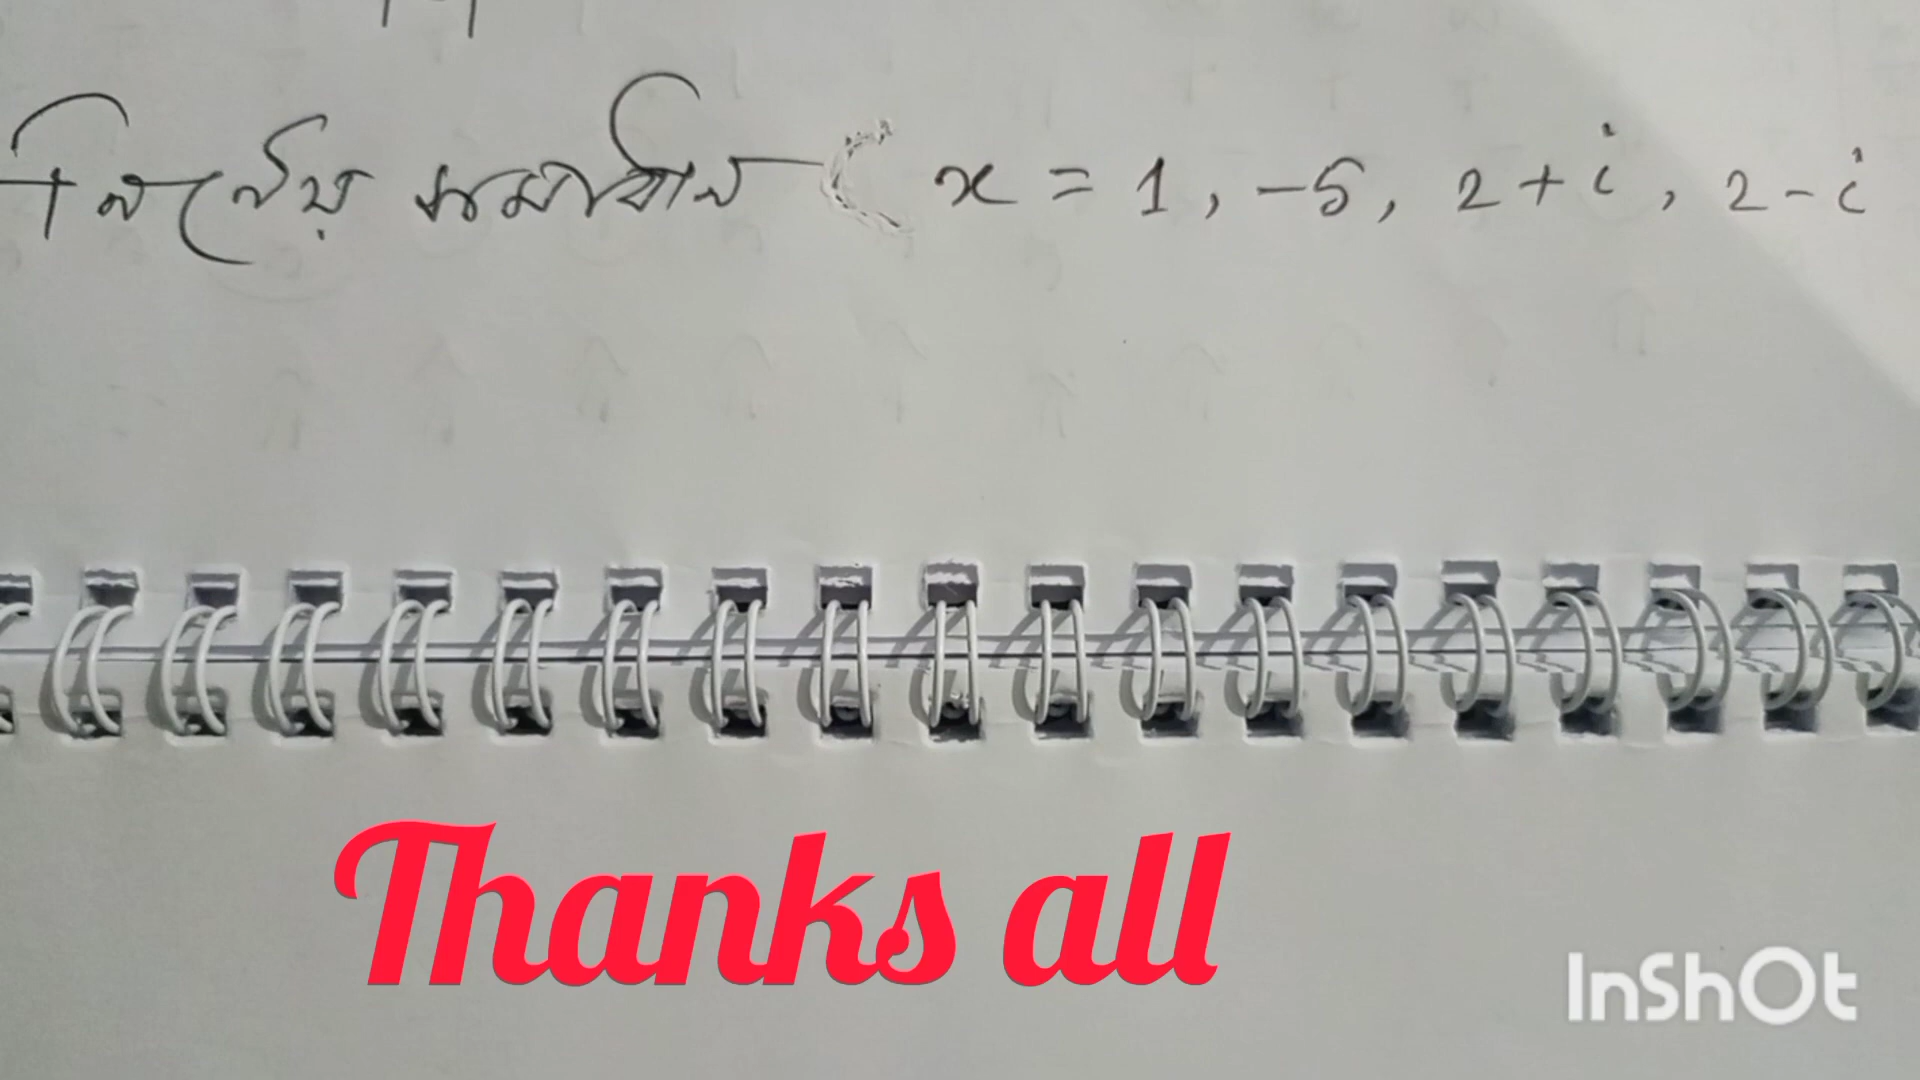 নির্ণেয় সমাধান ( x = 1, -5, 2+i, 2-i
Thanks all
InShOt